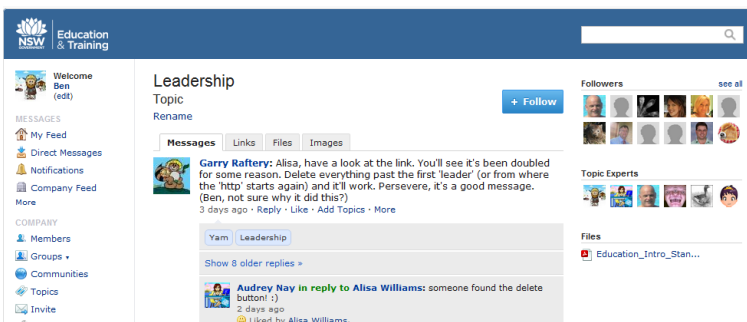 NSW
GOVERNMENT
Education
& Training
Welcome
Ben
(edit)
MESSAGES
My Feed
Direct Messages
Notifications
Company Feed
More
COMPANY
Members
Groups
Communities
Topics
Invite
Leadership
Topic
Rename
+ Follow
Messages
Links
Files
Images
Garry Raftery: Alisa, have a look at the link. You'll see it's been doubled
for some reason. Delete everything past the first 'leader' (or from where
the 'http' starts again) and it'll work. Persevere, it's a good message.
(Ben, not sure why it did this?)
3 days ago · Reply · Like · Add Topics · More
Yam
Leadership
Show 8 older replies »
Audrey Nay in reply to Alisa Williams: someone found the delete
button! :)
2 days ago
Liked by Alisa Williams.
Followers
see all
Topic Experts
Files
Education_Intro_Stan...